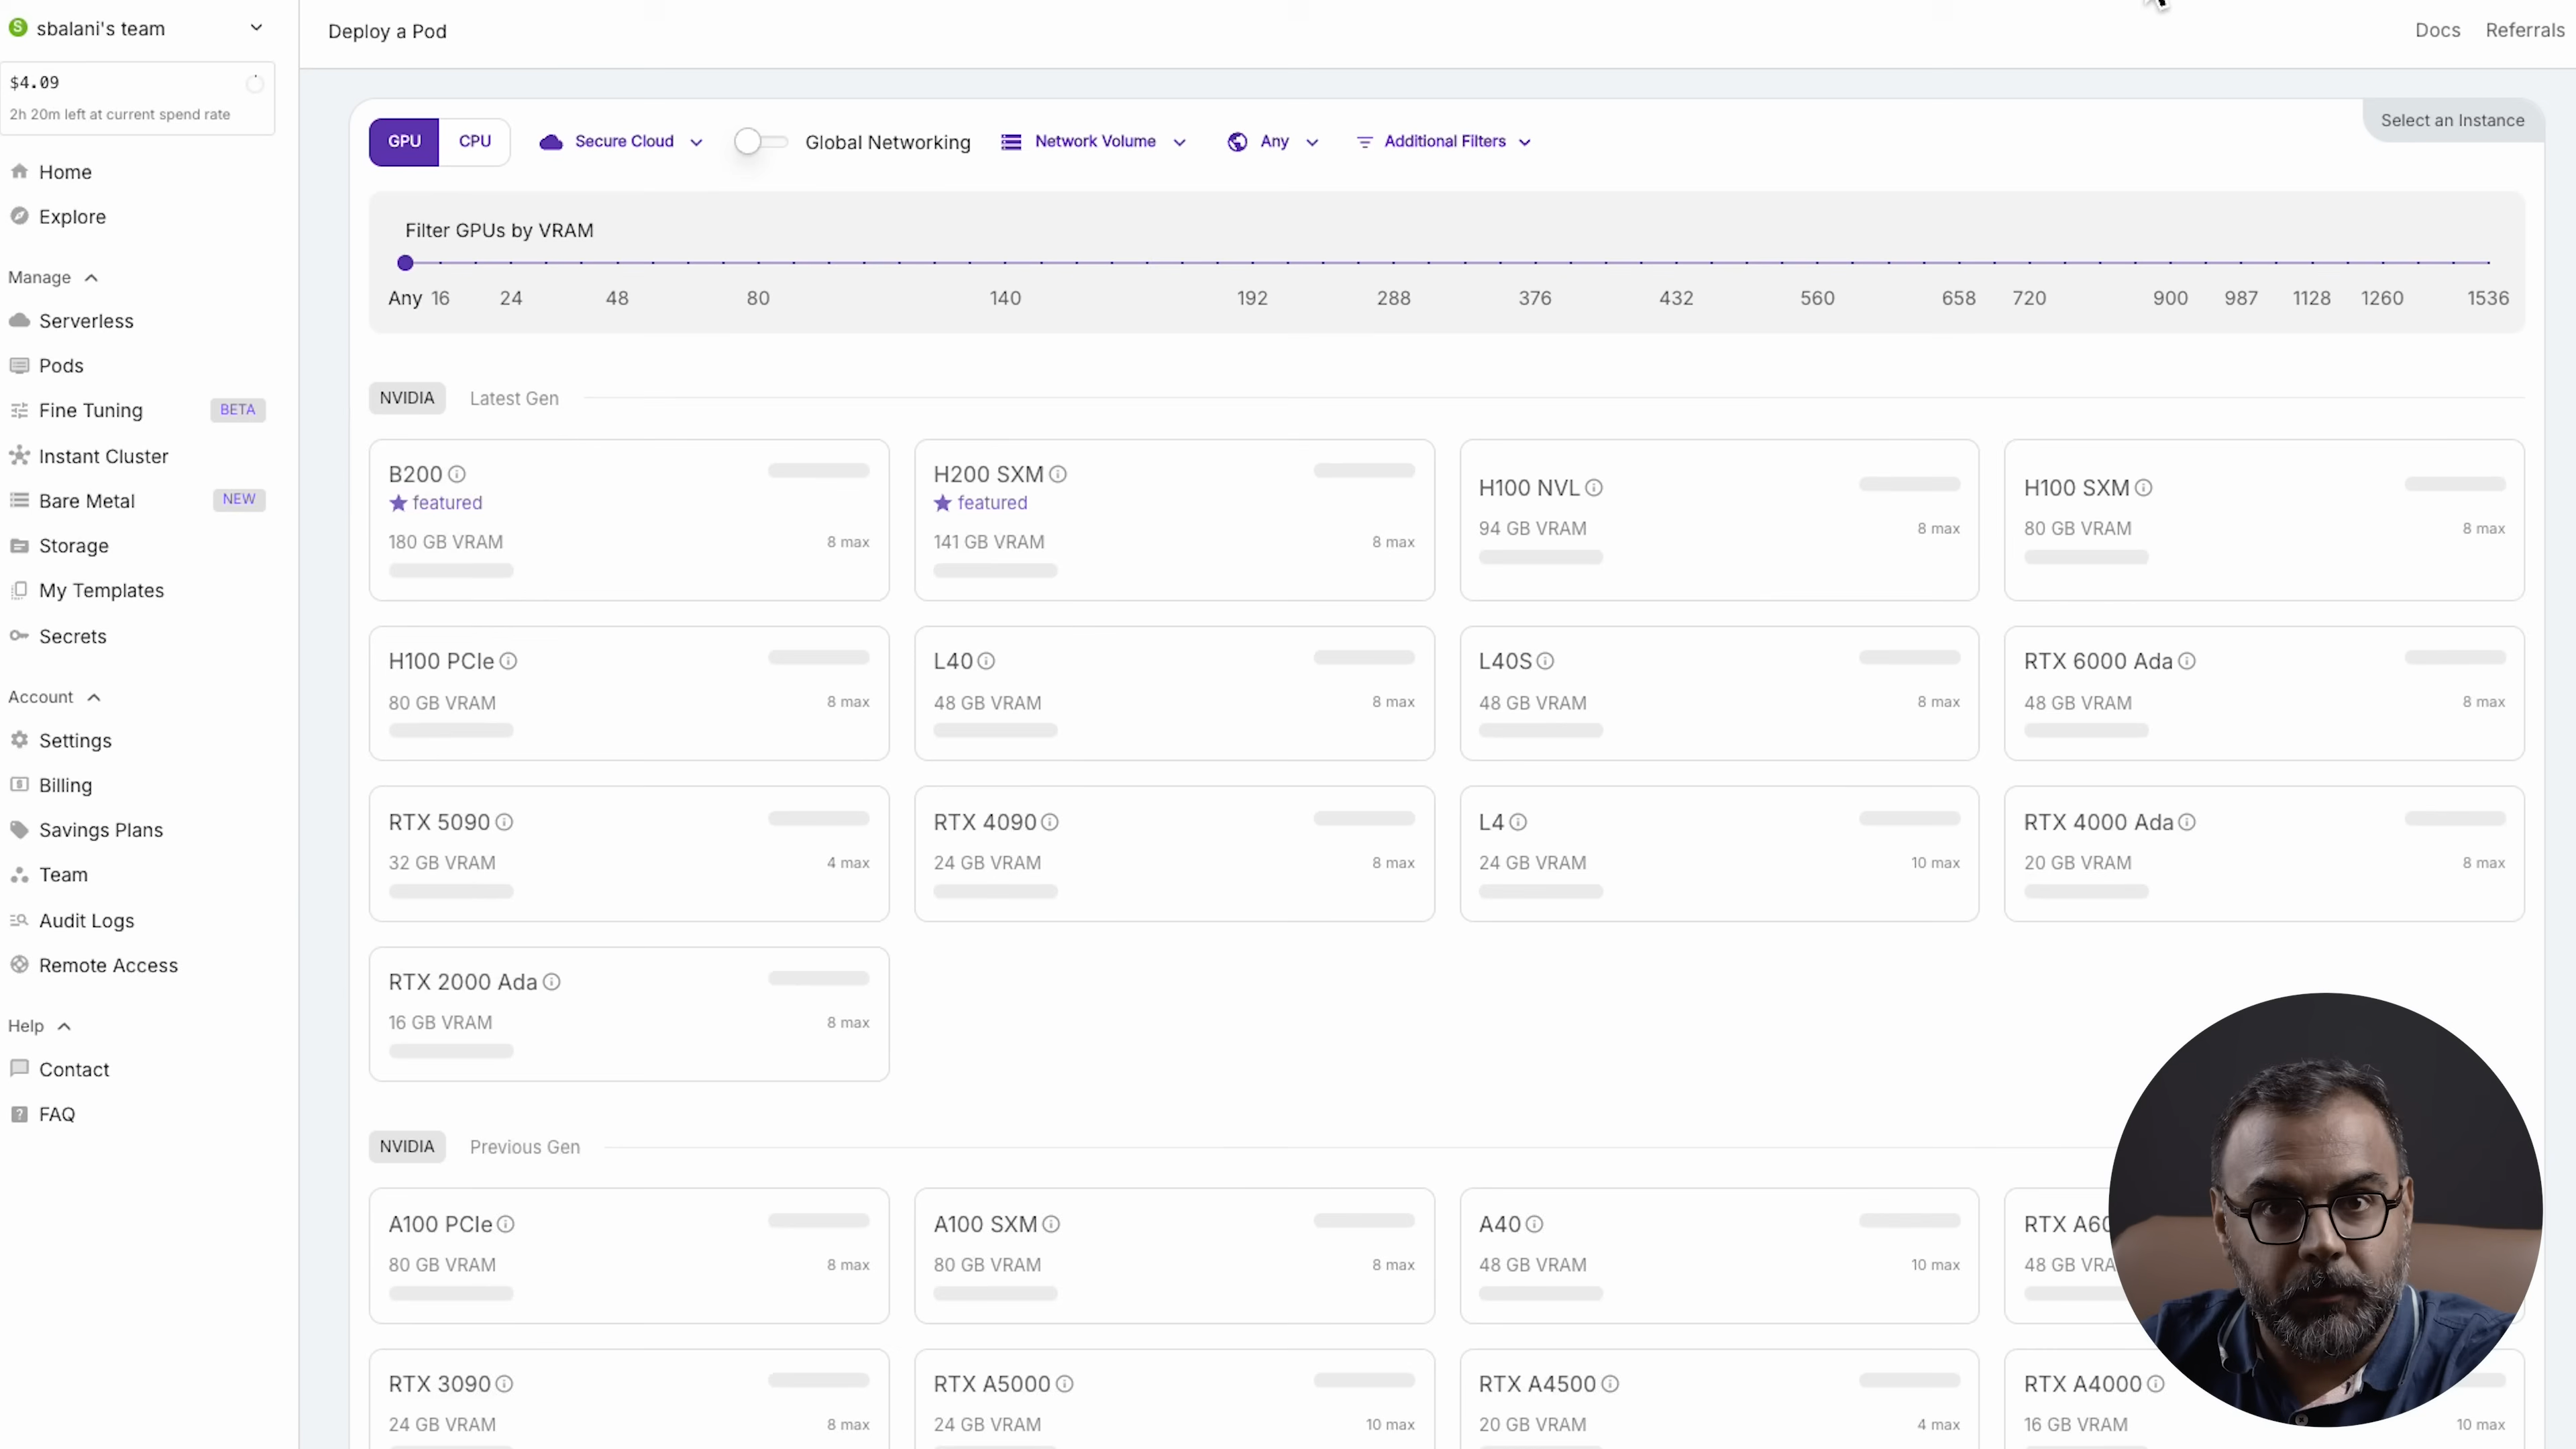 S sbalani's team
$4.09
2h 20m left at current spend rate
Home
Explore
Manage
Serverless
Pods
Fine Tuning BETA
Instant Cluster
Bare Metal NEW
Storage
My Templates
Secrets
Account
Settings
Billing
Savings Plans
Team
Audit Logs
Remote Access
Help
Contact
FAQ
Deploy a Pod
Docs Referrals
Select an Instance
GPU CPU Secure Cloud Global Networking Network Volume Any Additional Filters
Filter GPUs by VRAM
Any 16 24 48 80 140 192 288 376 432 560 658 720 900 987 1128 1260 1536
NVIDIA Latest Gen
B200
featured
180 GB VRAM 8 max
H200 SXM
featured
141 GB VRAM 8 max
H100 NVL
94 GB VRAM 8 max
H100 SXM
80 GB VRAM 8 max
H100 PCIe
80 GB VRAM 8 max
L40
48 GB VRAM 8 max
L40S
48 GB VRAM 8 max
RTX 6000 Ada
48 GB VRAM 8 max
RTX 5090
32 GB VRAM 4 max
RTX 4090
24 GB VRAM 8 max
L4
24 GB VRAM 10 max
RTX 4000 Ada
20 GB VRAM 8 max
RTX 2000 Ada
16 GB VRAM 8 max
NVIDIA Previous Gen
A100 PCIe
80 GB VRAM 8 max
A100 SXM
80 GB VRAM 8 max
A40
48 GB VRAM 10 max
RTX
48 GB
RTX 3090
24 GB VRAM 8 max
RTX A5000
24 GB VRAM 10 max
RTX A4500
20 GB VRAM 4 max
RTX A4000
16 GB VRAM 10 max